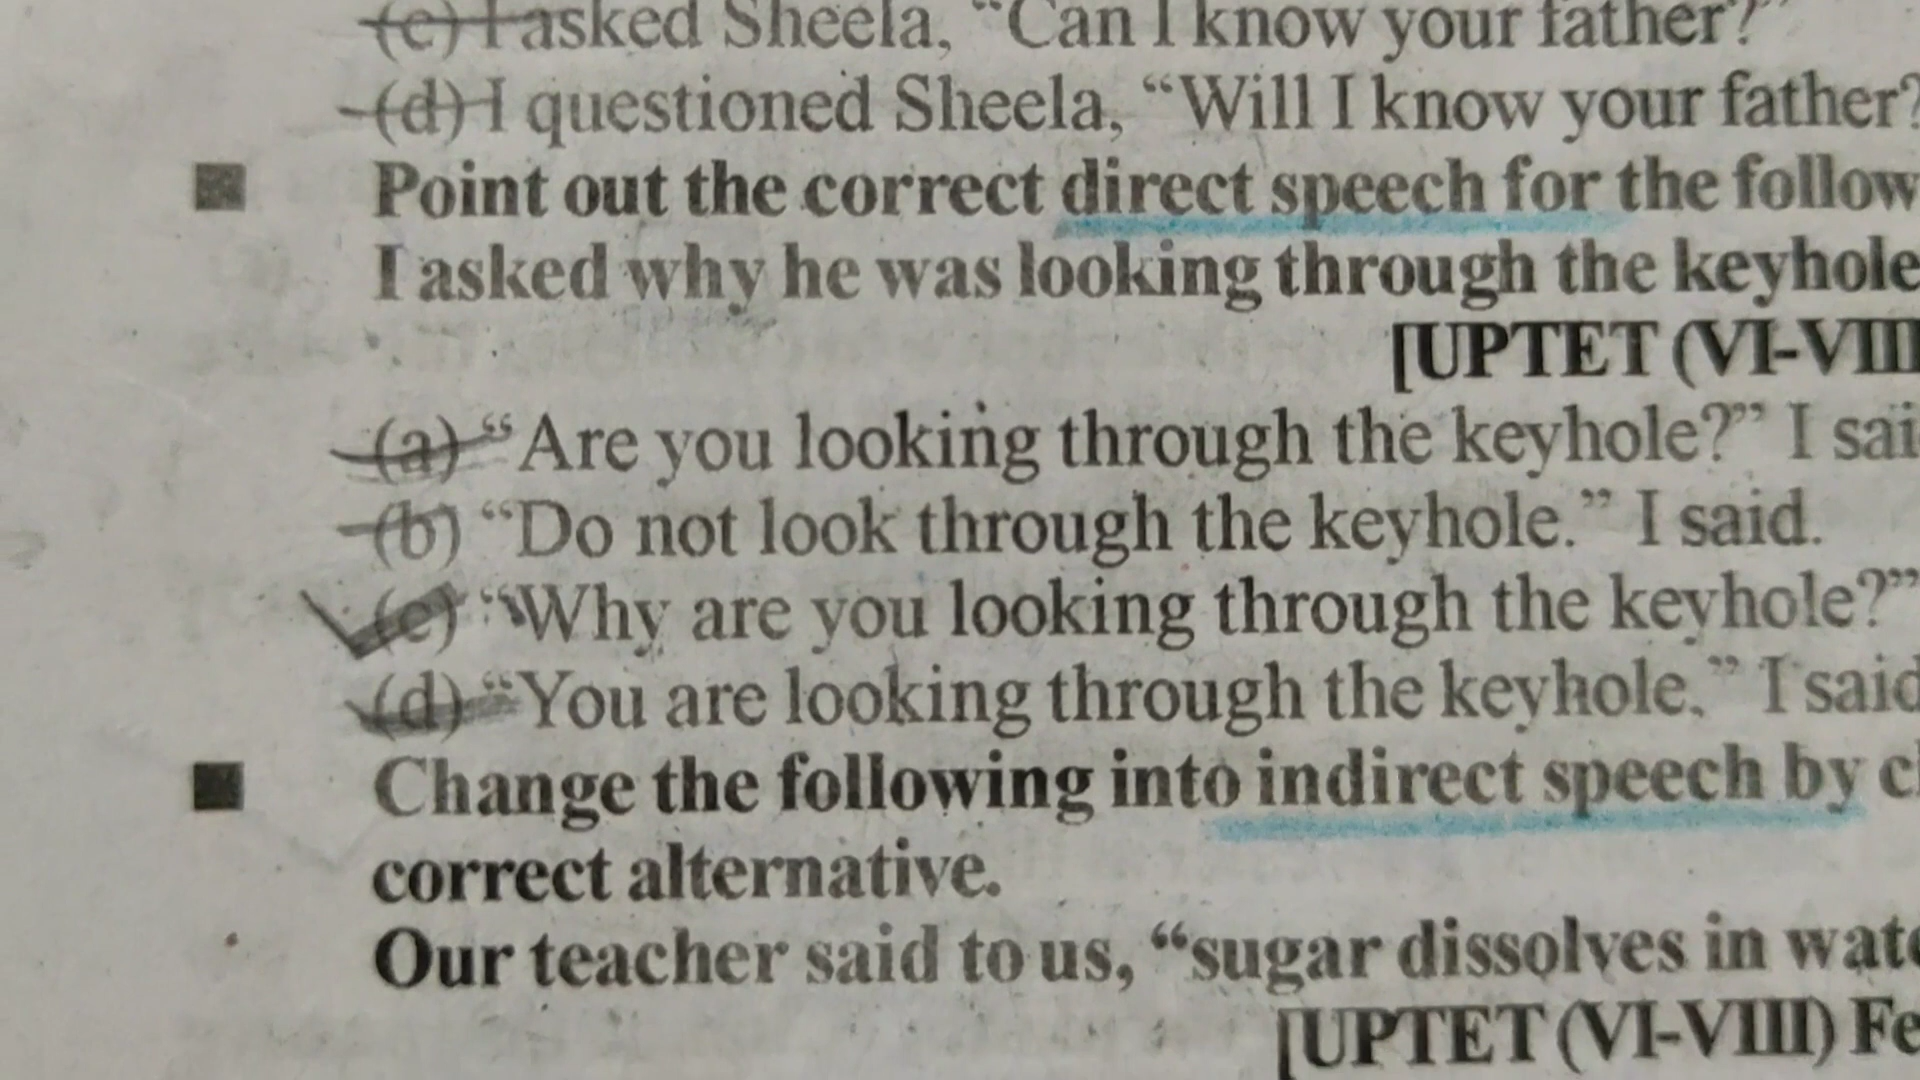 (c) I asked Sheela, “Can I know your father?”
(d) I questioned Sheela, “Will I know your father?
■ Point out the correct direct speech for the follow
I asked why he was looking through the keyhole
[UPTET (VI-VIII
(a) “Are you looking through the keyhole?” I sai
(b) “Do not look through the keyhole.” I said.
(c) “Why are you looking through the keyhole?”
(d) “You are looking through the keyhole.” I said
■ Change the following into indirect speech by c
correct alternative.
Our teacher said to us, “sugar dissolves in wate
[UPTET (VI-VIII) Fe